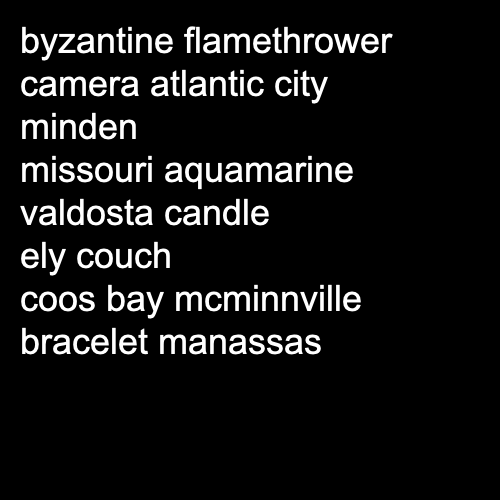 byzantine flamethrower
camera atlantic city
minden
missouri aquamarine
valdosta candle
ely couch
coos bay mcminnville
bracelet manassas